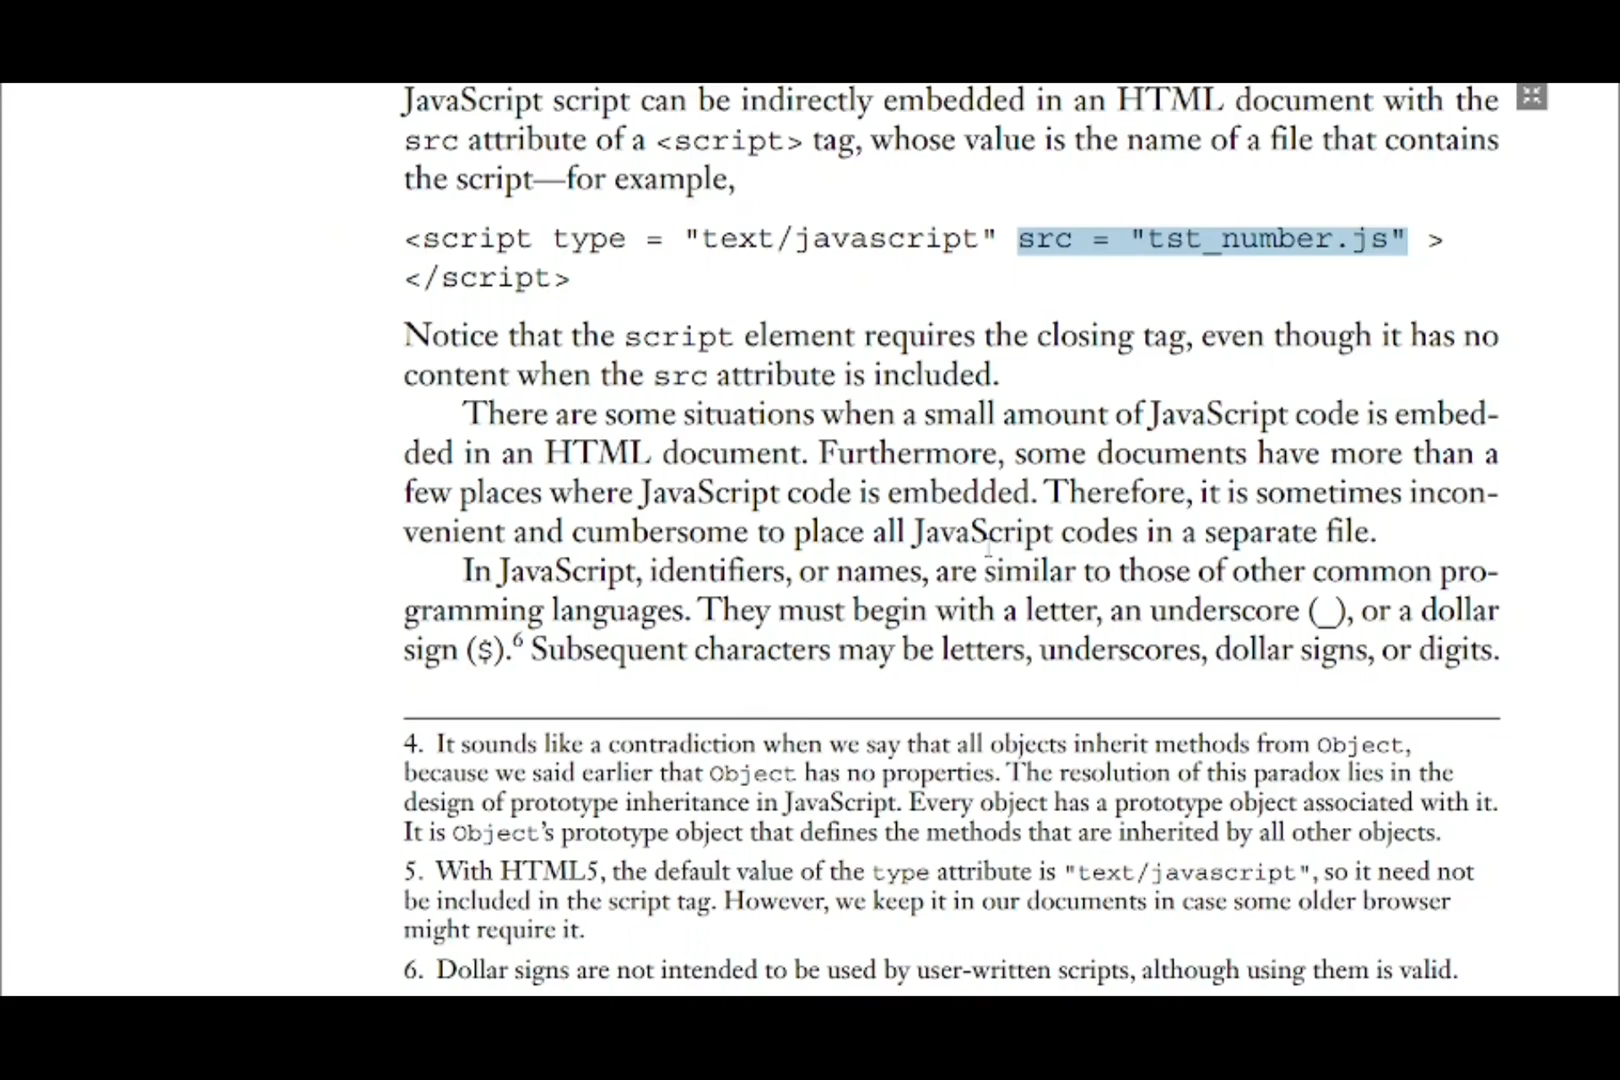 JavaScript script can be indirectly embedded in an HTML document with the
src attribute of a <script> tag, whose value is the name of a file that contains
the script—for example,
<script type = "text/javascript" src = "tst_number.js" >
</script>
Notice that the script element requires the closing tag, even though it has no
content when the src attribute is included.
There are some situations when a small amount of JavaScript code is embed-
ded in an HTML document. Furthermore, some documents have more than a
few places where JavaScript code is embedded. Therefore, it is sometimes incon-
venient and cumbersome to place all JavaScript codes in a separate file.
In JavaScript, identifiers, or names, are similar to those of other common pro-
gramming languages. They must begin with a letter, an underscore (_), or a dollar
sign ($).6 Subsequent characters may be letters, underscores, dollar signs, or digits.
4. It sounds like a contradiction when we say that all objects inherit methods from Object,
because we said earlier that Object has no properties. The resolution of this paradox lies in the
design of prototype inheritance in JavaScript. Every object has a prototype object associated with it.
It is Object’s prototype object that defines the methods that are inherited by all other objects.
5. With HTML5, the default value of the type attribute is "text/javascript", so it need not
be included in the script tag. However, we keep it in our documents in case some older browser
might require it.
6. Dollar signs are not intended to be used by user-written scripts, although using them is valid.